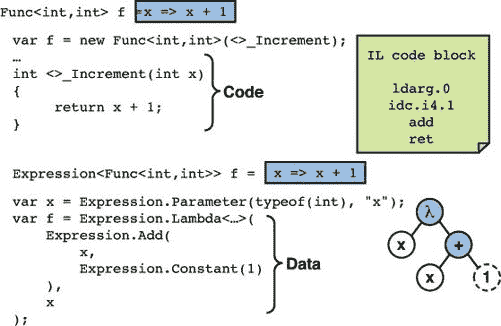 Func<int,int> f =x => x + 1
var f = new Func<int,int>(<>_Increment);
…
int <>_Increment(int x)
{
return x + 1;
}
Code
IL code block
ldarg.0
idc.i4.1
add
ret
Expression<Func<int,int>> f = x => x + 1
var x = Expression.Parameter(typeof(int), "x");
var f = Expression.Lambda<…>(
Expression.Add(
x,
Expression.Constant(1)
),
x
);
Data
λ
x
+
x
1